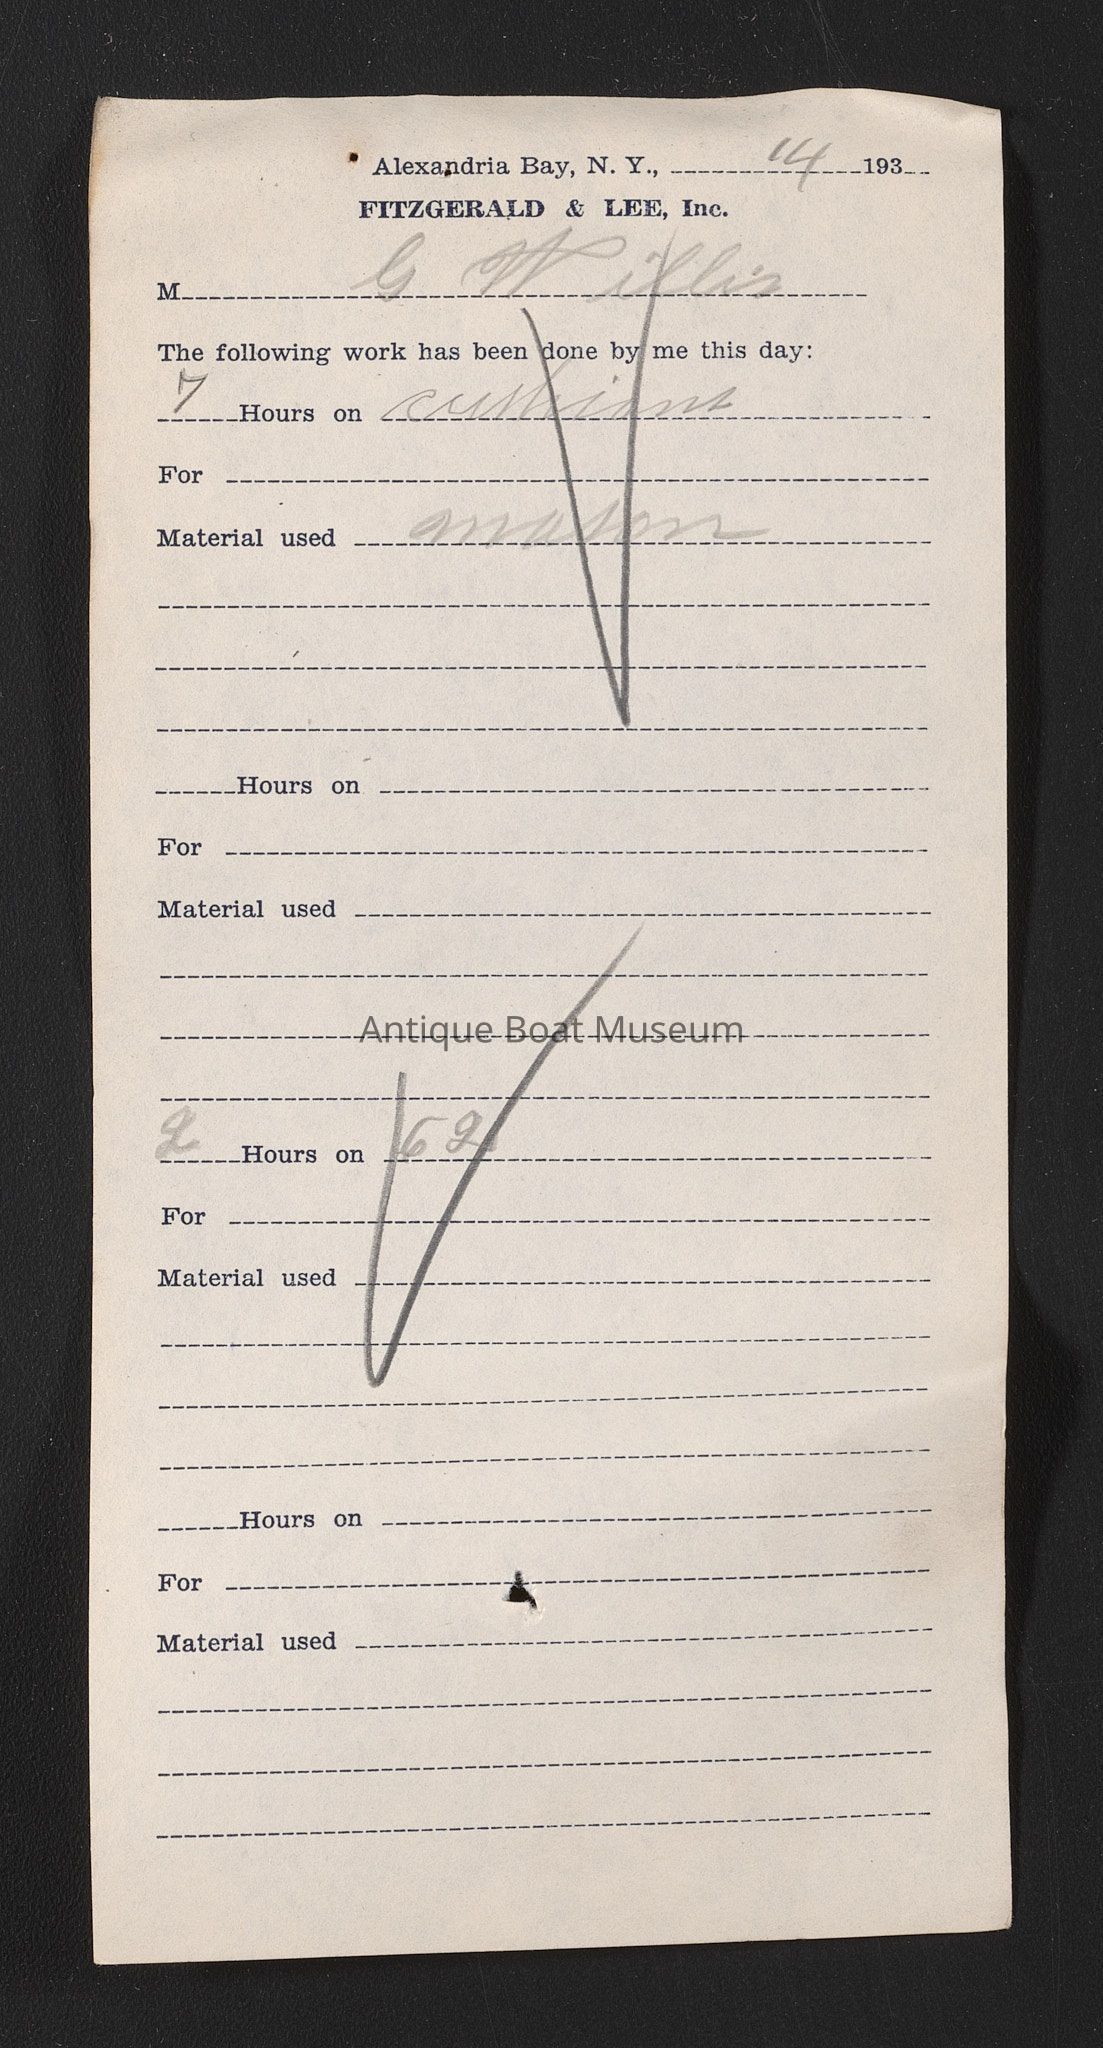 Alexandria Bay, N. Y., 14 193
FITZGERALD & LEE, Inc.
M G Willis
The following work has been done by me this day:
7 Hours on cushions
For
Material used
Hours on
For
Material used
Antique Boat Museum
2 Hours on 52
For
Material used
Hours on
For
Material used